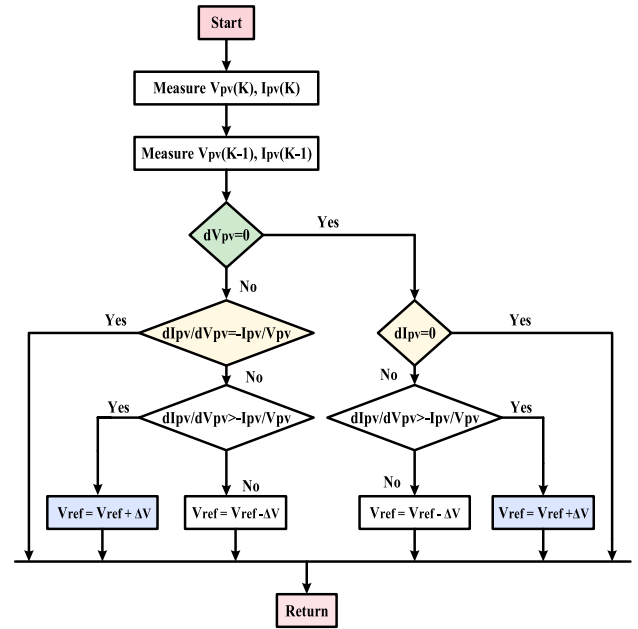 Start
Measure Vpv(K), Ipv(K)
Measure Vpv(K-1), Ipv(K-1)
dVpv=0
Yes
No
Yes
dIpv/dVpv=-Ipv/Vpv
dIpv=0
Yes
No
No
Yes
dIpv/dVpv>-Ipv/Vpv
dIpv/dVpv>-Ipv/Vpv
Yes
No
No
Vref = Vref + ΔV
Vref = Vref -ΔV
Vref = Vref - ΔV
Vref = Vref +ΔV
Return